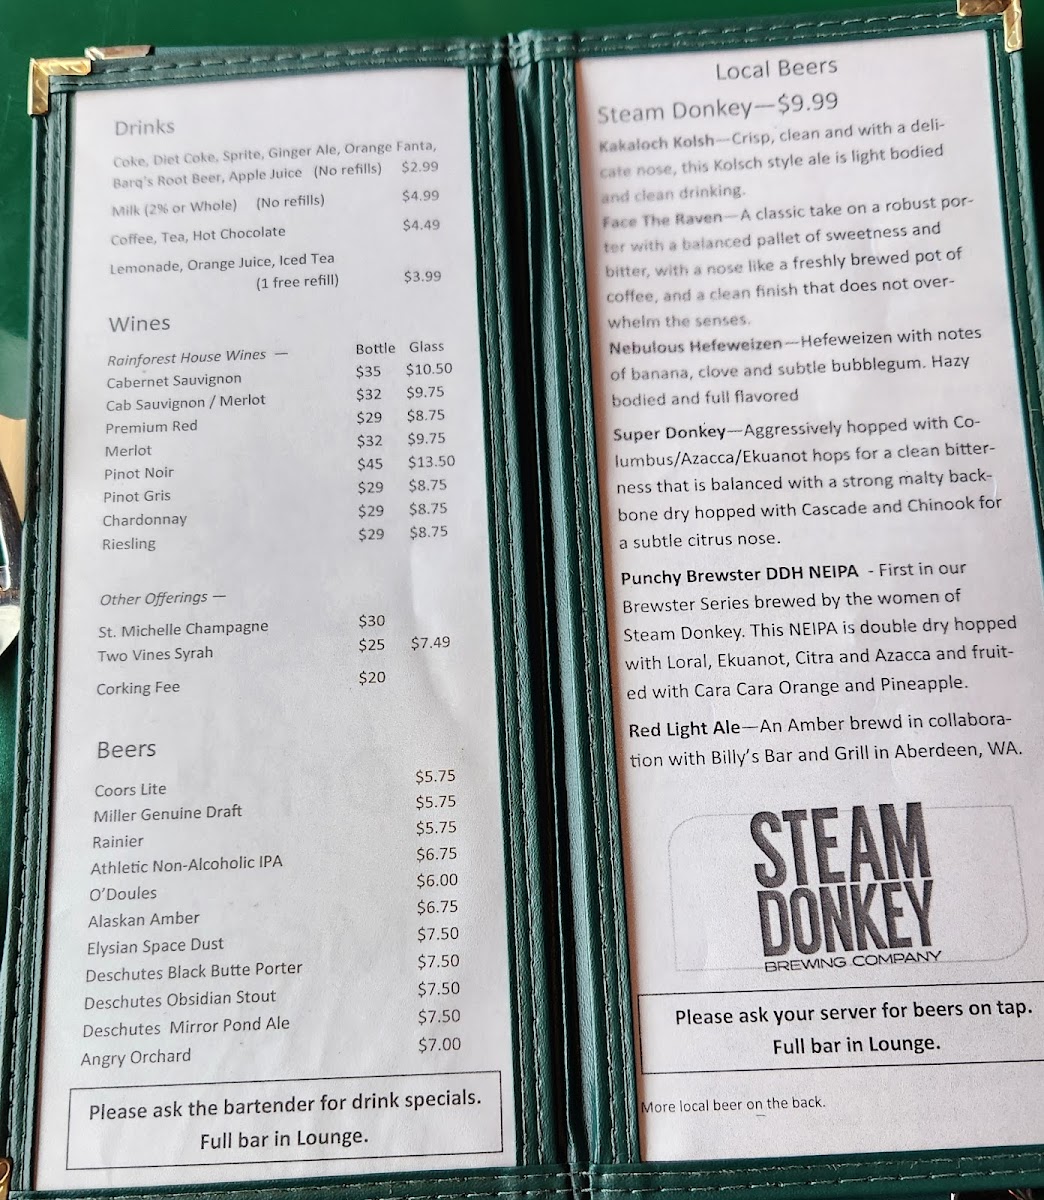 Drinks
Coke, Diet Coke, Sprite, Ginger Ale, Orange Fanta,
Barq's Root Beer, Apple Juice (No refills) $2.99
Milk (2% or Whole) (No refills) $4.99
Coffee, Tea, Hot Chocolate $4.49
Lemonade, Orange Juice, Iced Tea
(1 free refill) $3.99
Wines
Rainforest House Wines — Bottle Glass
Cabernet Sauvignon $35 $10.50
Cab Sauvignon / Merlot $32 $9.75
Premium Red $29 $8.75
Merlot $32 $9.75
Pinot Noir $45 $13.50
Pinot Gris $29 $8.75
Chardonnay $29 $8.75
Riesling $29 $8.75
Other Offerings —
St. Michelle Champagne $30
Two Vines Syrah $25 $7.49
Corking Fee $20
Beers
Coors Lite $5.75
Miller Genuine Draft $5.75
Rainier $5.75
Athletic Non-Alcoholic IPA $6.75
O'Doules $6.00
Alaskan Amber $6.75
Elysian Space Dust $7.50
Deschutes Black Butte Porter $7.50
Deschutes Obsidian Stout $7.50
Deschutes Mirror Pond Ale $7.50
Angry Orchard $7.00
Please ask the bartender for drink specials.
Full bar in Lounge.
Local Beers
Steam Donkey—$9.99
Kakaloch Kolsh—Crisp, clean and with a deli-
cate nose, this Kolsch style ale is light bodied
and clean drinking.
Face The Raven—A classic take on a robust por-
ter with a balanced pallet of sweetness and
bitter, with a nose like a freshly brewed pot of
coffee, and a clean finish that does not over-
whelm the senses.
Nebulous Hefeweizen—Hefeweizen with notes
of banana, clove and subtle bubblegum. Hazy
bodied and full flavored
Super Donkey—Aggressively hopped with Co-
lumbus/Azacca/Ekuanot hops for a clean bitter-
ness that is balanced with a strong malty back-
bone dry hopped with Cascade and Chinook for
a subtle citrus nose.
Punchy Brewster DDH NEIPA - First in our
Brewster Series brewed by the women of
Steam Donkey. This NEIPA is double dry hopped
with Loral, Ekuanot, Citra and Azacca and fruit-
ed with Cara Cara Orange and Pineapple.
Red Light Ale—An Amber brewd in collabora-
tion with Billy's Bar and Grill in Aberdeen, WA.
STEAM
DONKEY
BREWING COMPANY
Please ask your server for beers on tap.
Full bar in Lounge.
More local beer on the back.